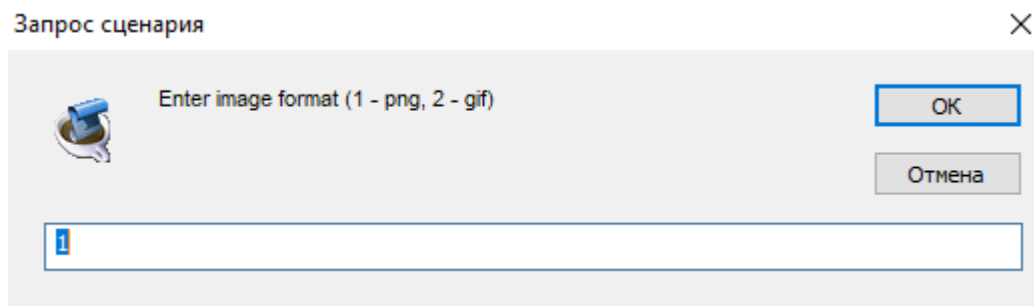 Запрос сценария
Enter image format (1 - png, 2 - gif)
OK
Отмена
1